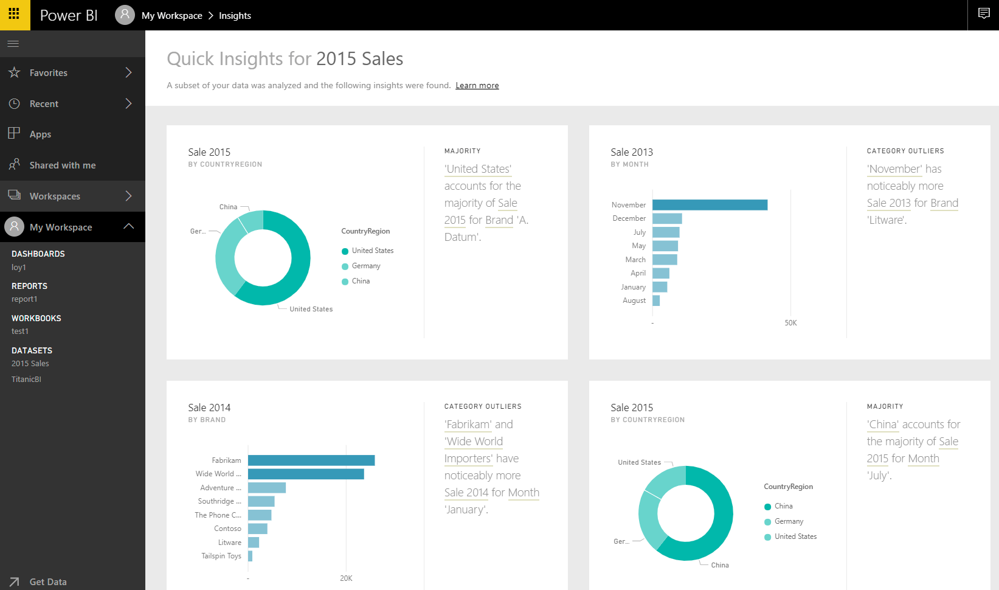 Power BI
My Workspace > Insights
Favorites
Recent
Apps
Shared with me
Workspaces
My Workspace
DASHBOARDS
loy1
REPORTS
report1
WORKBOOKS
test1
DATASETS
2015 Sales
TitanicBI
Get Data
Quick Insights for 2015 Sales
A subset of your data was analyzed and the following insights were found. Learn more
Sale 2015
BY COUNTRYREGION
China
Ger...
United States
CountryRegion
United States
Germany
China
MAJORITY
'United States'
accounts for the
majority of Sale
2015 for Brand 'A.
Datum'.
Sale 2013
BY MONTH
November
December
July
May
March
April
January
August
-
50K
CATEGORY OUTLIERS
'November' has
noticeably more
Sale 2013 for Brand
'Litware'.
Sale 2014
BY BRAND
Fabrikam
Wide World ...
Adventure ...
Southridge ...
The Phone C...
Contoso
Litware
Tailspin Toys
-
20K
CATEGORY OUTLIERS
'Fabrikam' and
'Wide World
Importers' have
noticeably more
Sale 2014 for Month
'January'.
Sale 2015
BY COUNTRYREGION
United States
Ger...
China
CountryRegion
China
Germany
United States
MAJORITY
'China' accounts for
the majority of Sale
2015 for Month
'July'.